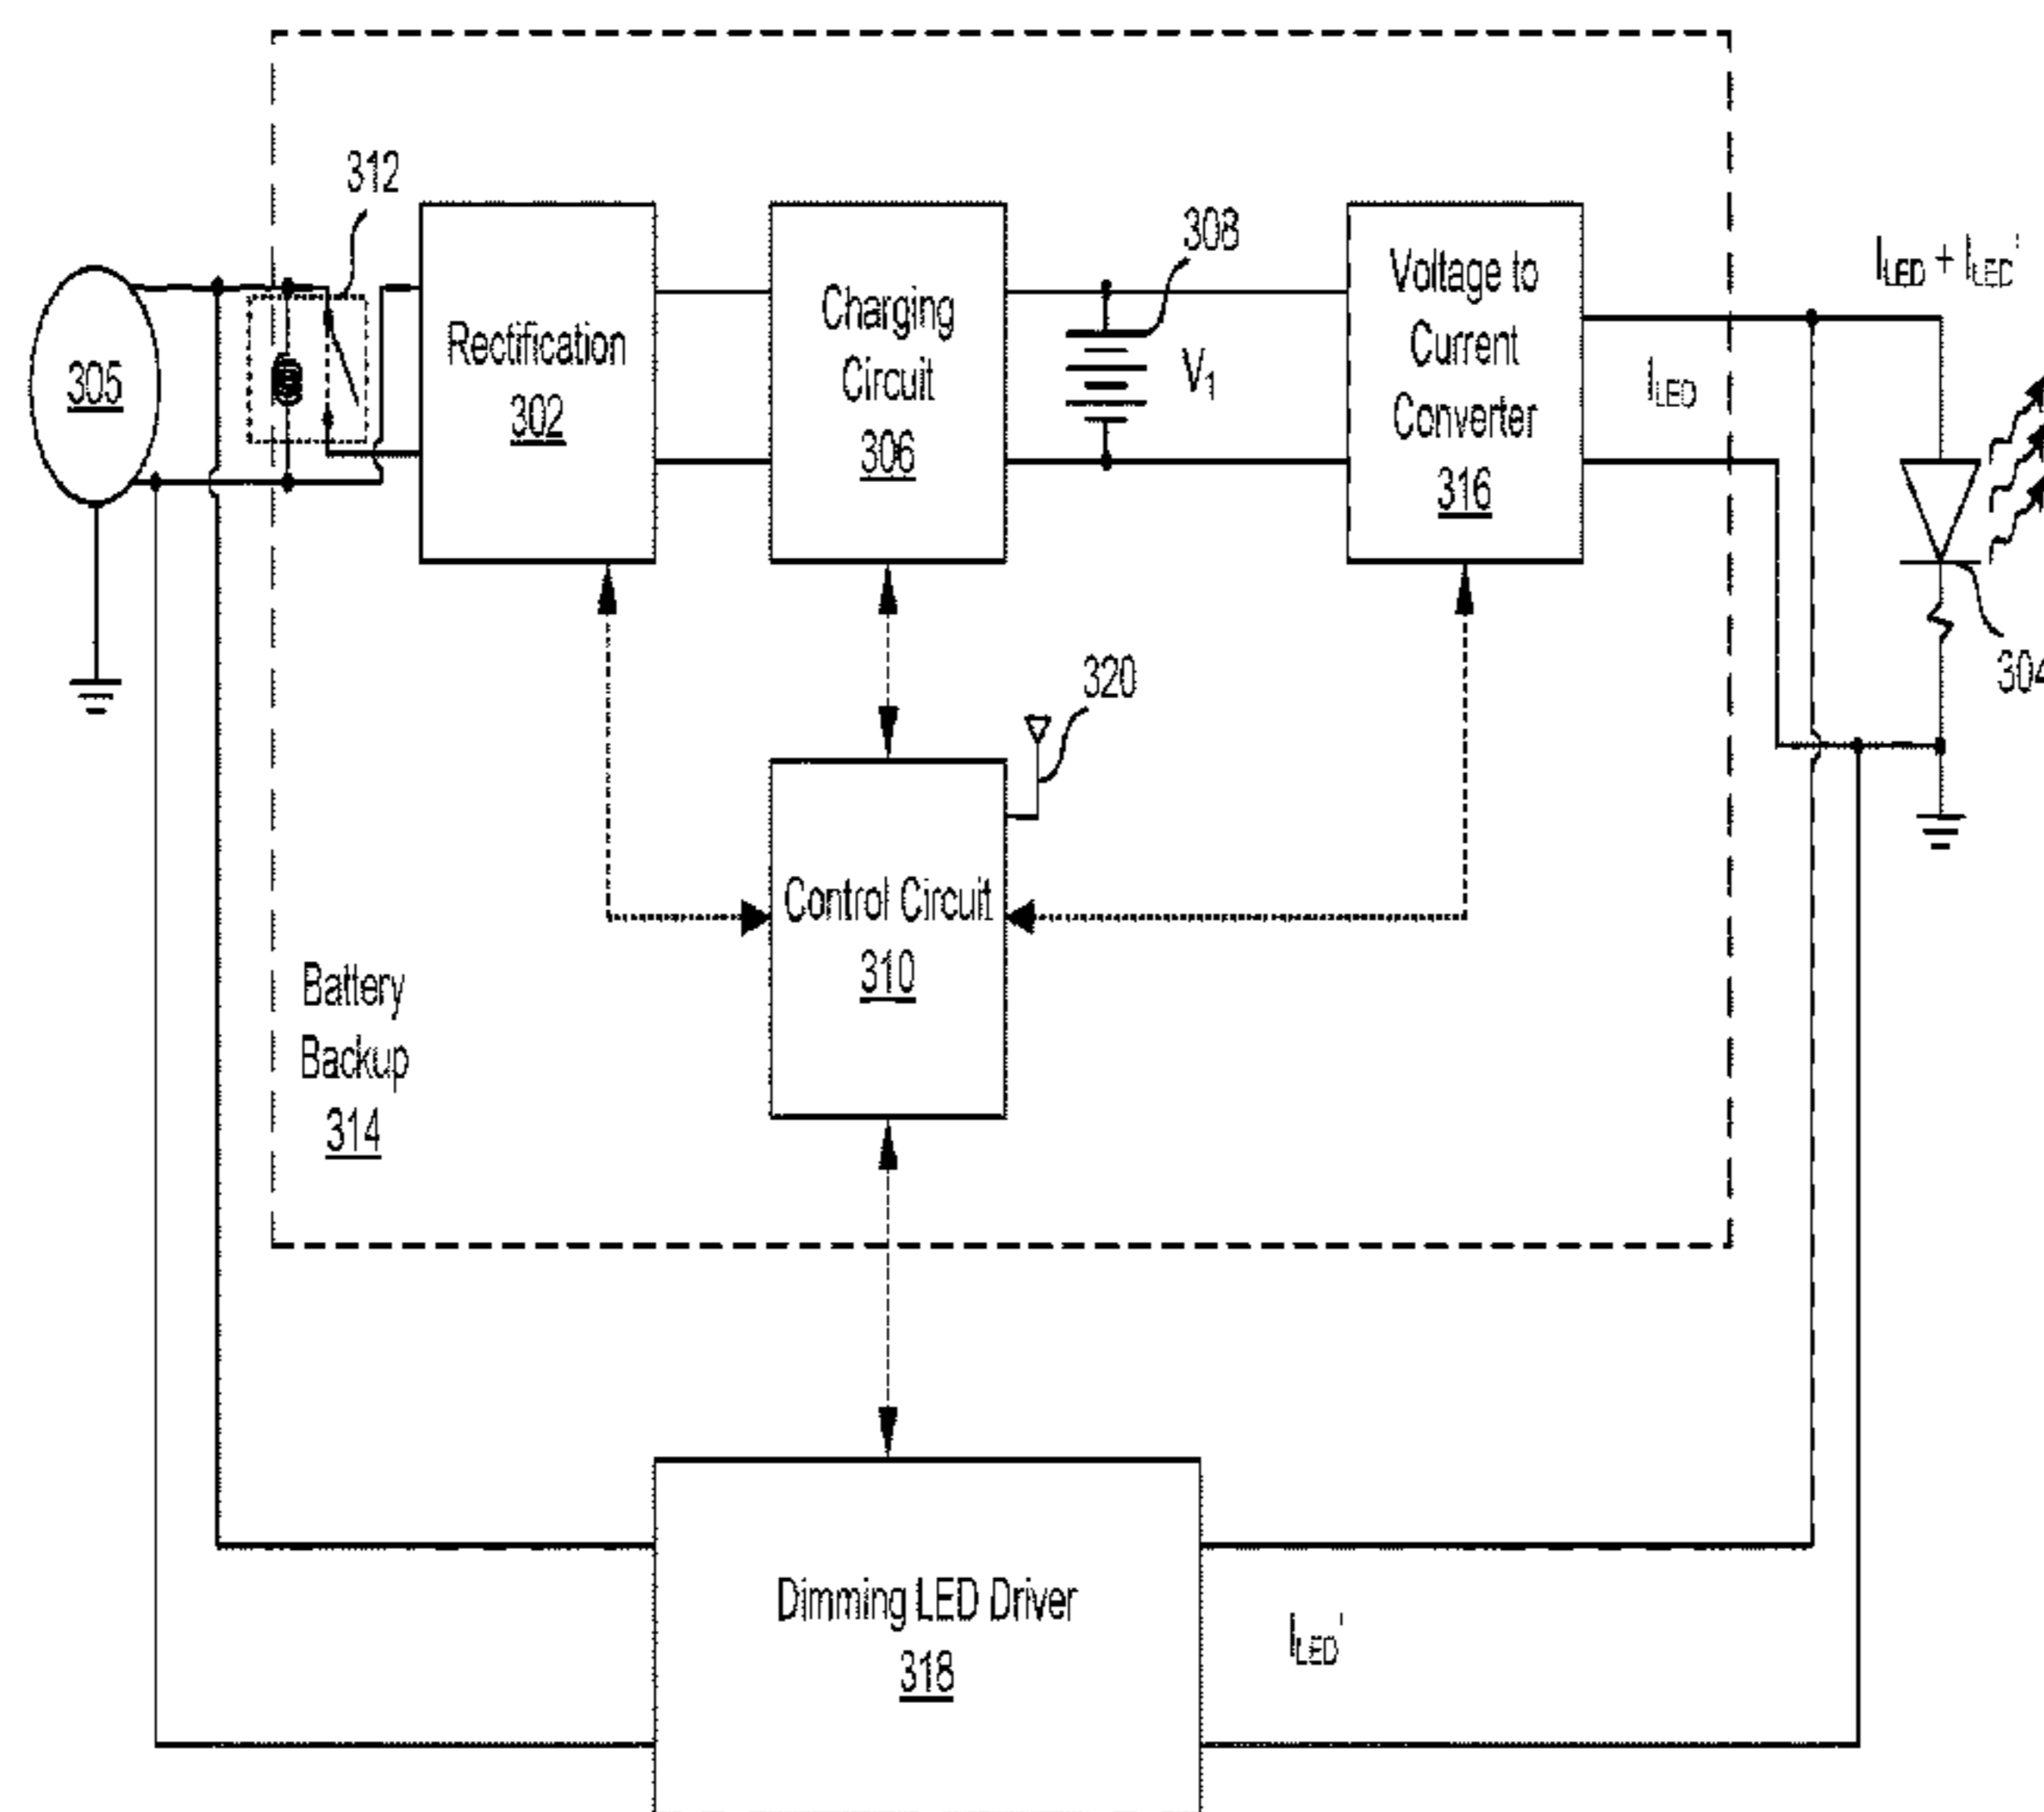 312
305
Rectification
302
Charging
Circuit
306
308
V1
Voltage to
Current
Converter
316
ILED
ILED + ILED'
304
320
Control Circuit
310
Battery
Backup
314
Dimming LED Driver
318
ILED'